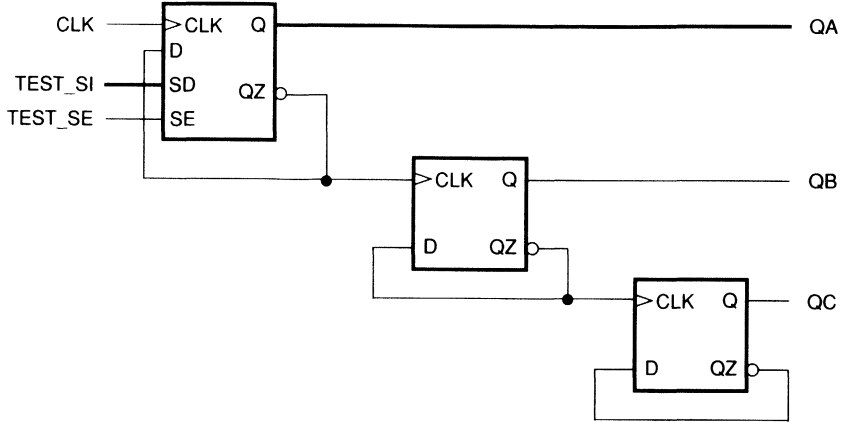 CLK CLK Q QA
D
TEST_SI SD
QZ
TEST_SE SE
CLK Q QB
D QZ
CLK Q QC
D QZ